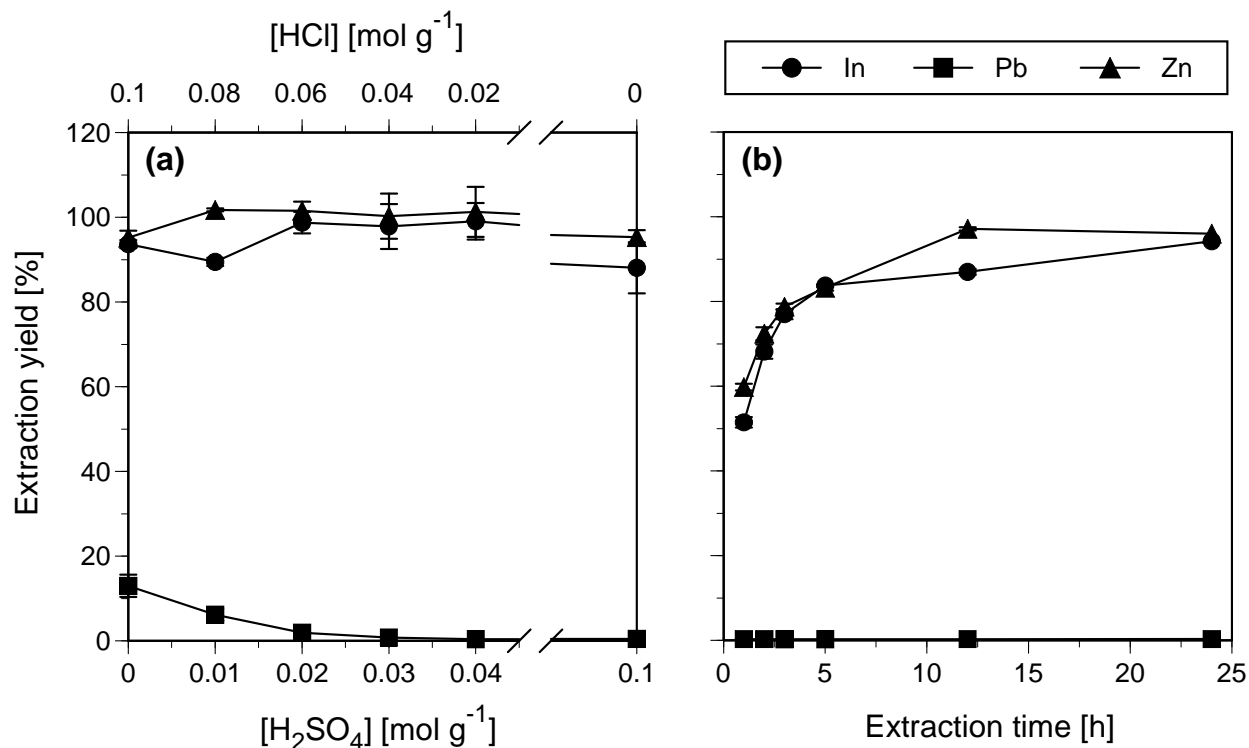 [HCl] [mol g⁻¹]
0.1 0.08 0.06 0.04 0.02 0
In Pb Zn
(a)
(b)
Extraction yield [%]
120
100
80
60
40
20
0
0 0.01 0.02 0.03 0.04 0.1
0 5 10 15 20 25
[H₂SO₄] [mol g⁻¹]
Extraction time [h]